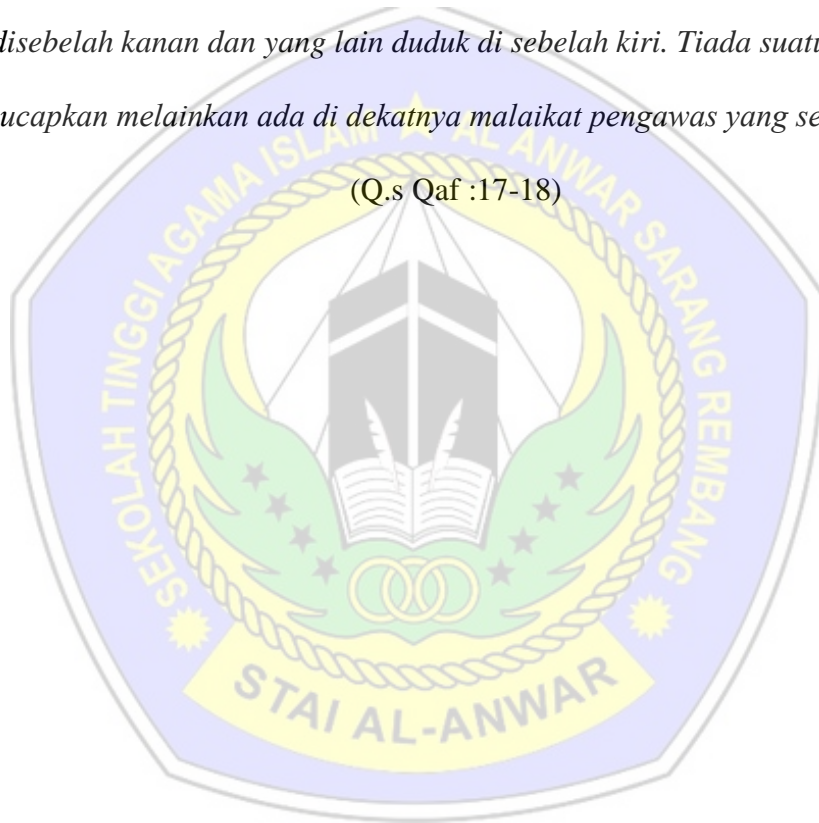 disebelah kanan dan yang lain duduk di sebelah kiri. Tiada suatu
ucapkan melainkan ada di dekatnya malaikat pengawas yang se
(Q.s Qaf :17-18)
SEKOLAH TINGGI AGAMA ISLAM AL ANWAR SARANG REMBANG
STAI AL-ANWAR